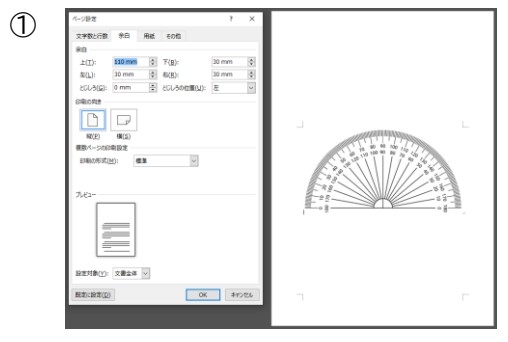 ①
ページ設定 ? ×
文字数と行数 余白 用紙 その他
余白
上(T): 110 mm 下(B): 30 mm
左(L): 30 mm 右(R): 30 mm
とじしろ(G): 0 mm とじしろの位置(U): 左
印刷の向き
縦(P) 横(S)
複数ページの印刷設定
印刷の形式(M): 標準
プレビュー
設定対象(Y): 文書全体
既定に設定(D) OK キャンセル